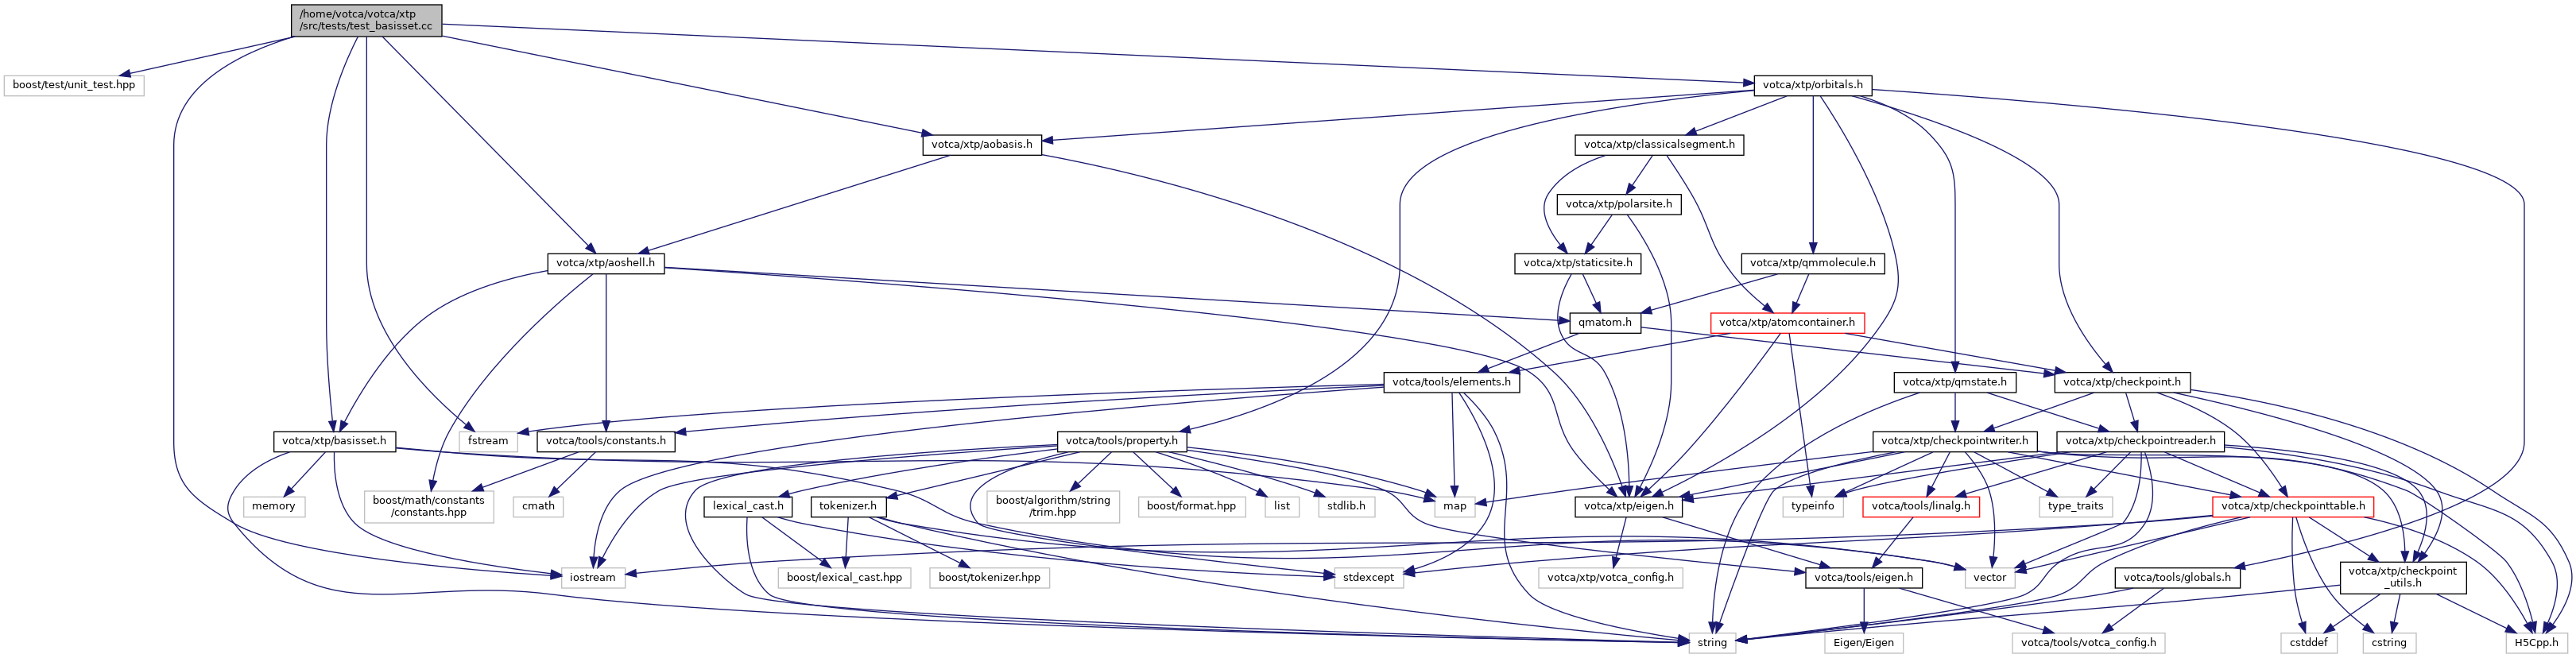 /home/votca/votca/xtp
/src/tests/test_basisset.cc
boost/test/unit_test.hpp
votca/xtp/orbitals.h
votca/xtp/aobasis.h
votca/xtp/classicalsegment.h
votca/xtp/polarsite.h
votca/xtp/aoshell.h
votca/xtp/staticsite.h
votca/xtp/qmmolecule.h
qmatom.h
votca/xtp/atomcontainer.h
votca/tools/elements.h
votca/xtp/qmstate.h
votca/xtp/checkpoint.h
votca/xtp/basisset.h
fstream
votca/tools/constants.h
votca/tools/property.h
votca/xtp/checkpointwriter.h
votca/xtp/checkpointreader.h
memory
boost/math/constants
/constants.hpp
cmath
lexical_cast.h
tokenizer.h
boost/algorithm/string
/trim.hpp
boost/format.hpp
list
stdlib.h
map
votca/xtp/eigen.h
typeinfo
votca/tools/linalg.h
type_traits
votca/xtp/checkpointtable.h
iostream
boost/lexical_cast.hpp
boost/tokenizer.hpp
stdexcept
votca/xtp/votca_config.h
votca/tools/eigen.h
vector
votca/tools/globals.h
votca/xtp/checkpoint
_utils.h
string
Eigen/Eigen
votca/tools/votca_config.h
cstddef
cstring
H5Cpp.h